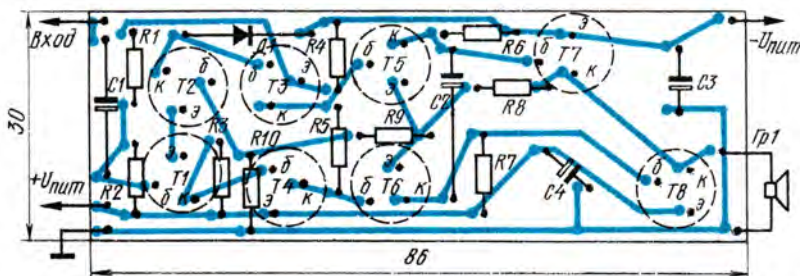 Вход
R1
Д1
R4
R6
T7
−Uпит
б
к
э
C1
к
T2
б
э
T3
к
б
T5
э
C2
R8
б
э
к
C3
30
R3
R10
R5
R9
Гр1
+Uпит
R2
б
T1
э
к
б
T4
э
к
б
T6
э
к
R7
C4
б
T8
к
э
86